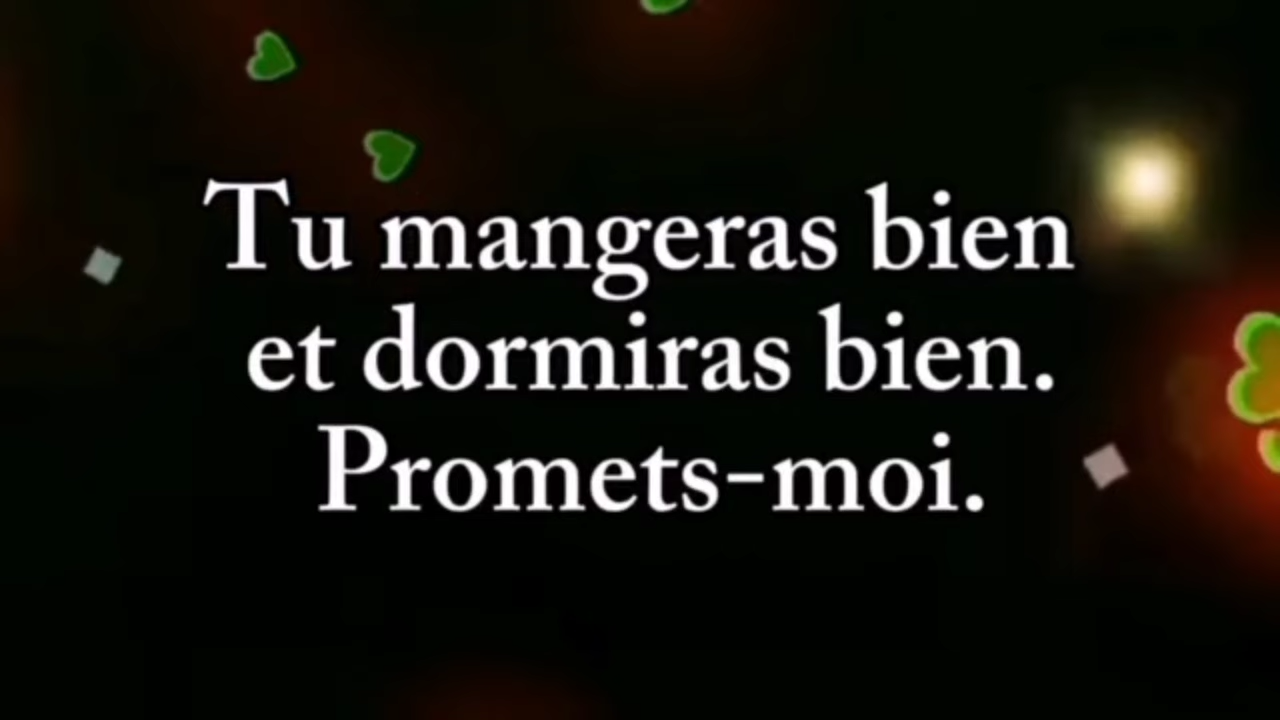 Tu mangeras bien
et dormiras bien.
Promets-moi.